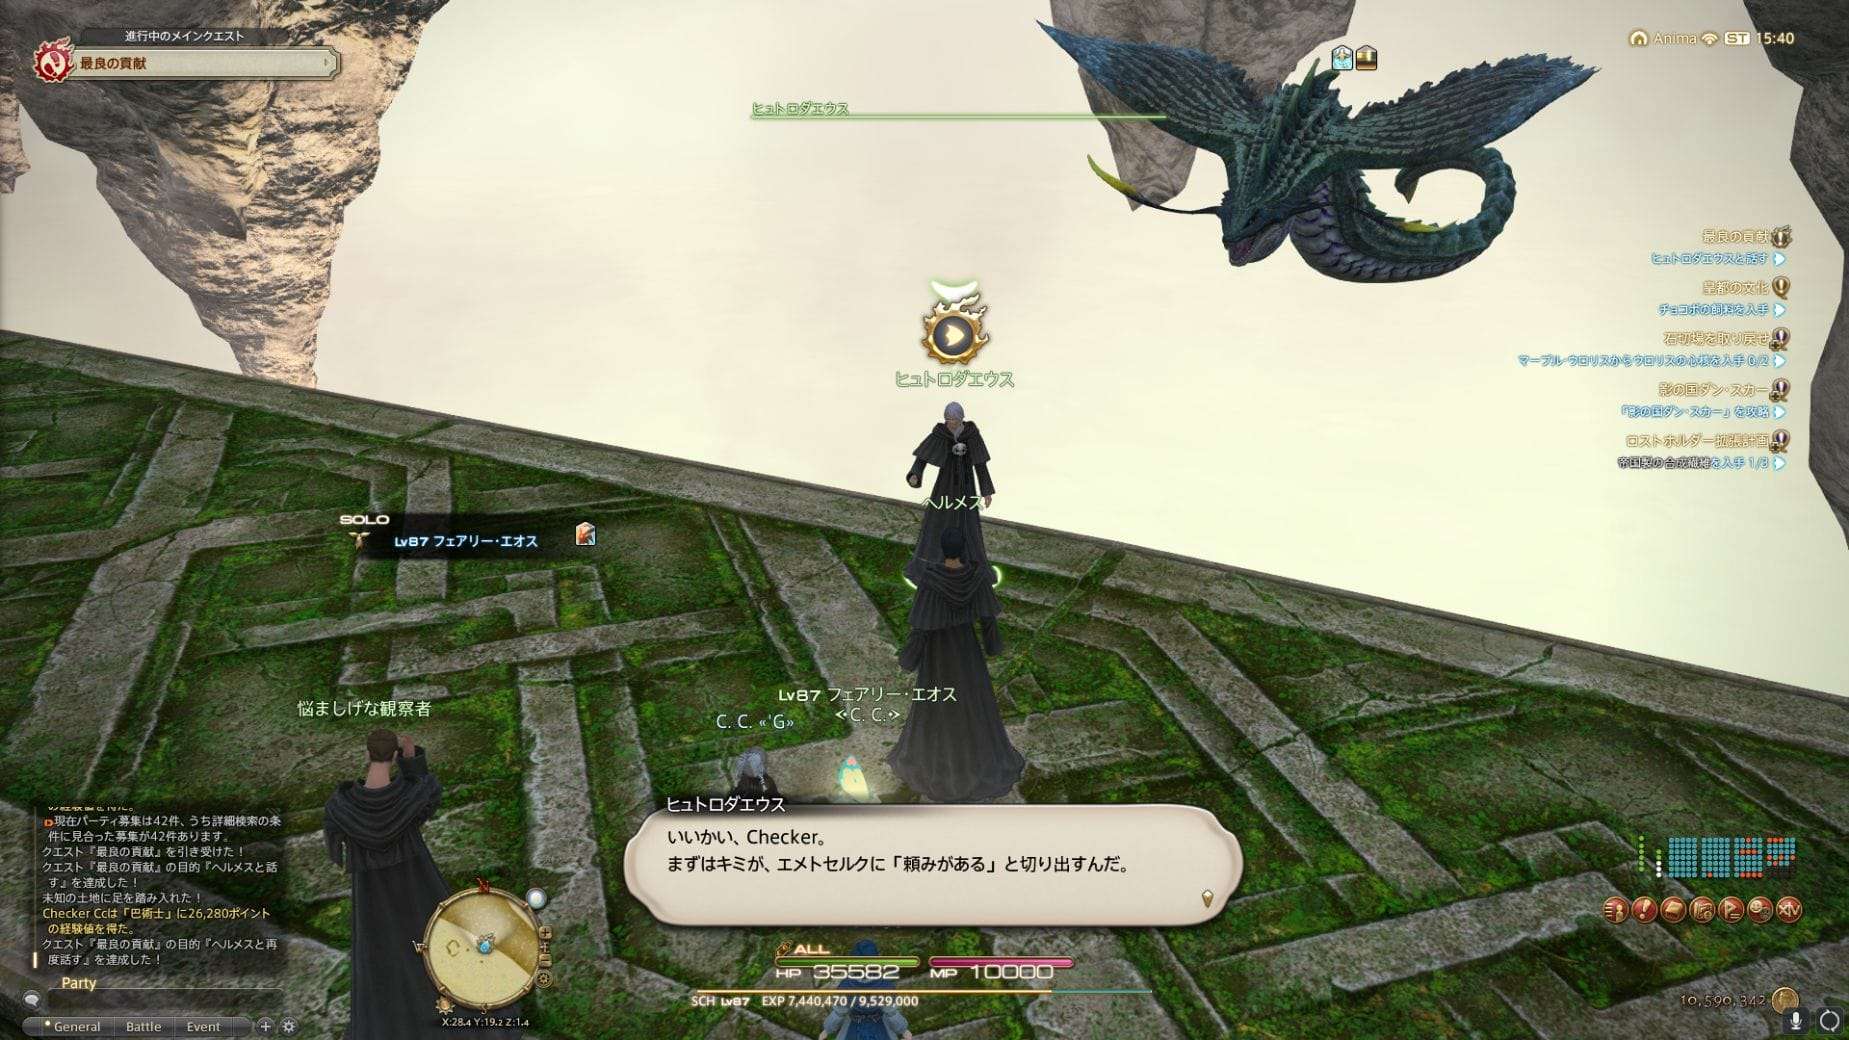 進行中のメインクエスト
最良の貢献
Anima ST 15:40
ヒュトロダエウス
最良の貢献
ヒュトロダエウスと話す
皇都の文化
チョコボの飼料を入手
石切場を取り戻せ
マーブル・ウロリスからウロリスの心核を入手 0/2
影の国ダン・スカー
「影の国ダン・スカー」を攻略
ロストホルダー拡張計画
帝国製の合成繊維を入手 1/3
ヒュトロダエウス
ヘルメス
SOLO
Lv87 フェアリー・エオス
悩ましげな観察者
Lv87 フェアリー・エオス
«C. C.»
C. C. «'G»
ヒュトロダエウス
いいかい、Checker。
まずはキミが、エメトセルクに「頼みがある」と切り出すんだ。
の経験値を得た。
現在パーティ募集は42件、うち詳細検索の条
件に見合った募集が42件あります。
クエスト『最良の貢献』を引き受けた！
クエスト『最良の貢献』の目的『ヘルメスと話
す』を達成した！
未知の土地に足を踏み入れた！
Checker Ccは「巴術士」に26,280ポイント
の経験値を得た。
クエスト『最良の貢献』の目的『ヘルメスと再
度話す』を達成した！
Party
General Battle Event
X:28.4 Y:19.2 Z:1.4
ALL
HP 35582 MP 10000
SCH Lv87 EXP 7,440,470 / 9,529,000
10,590,342